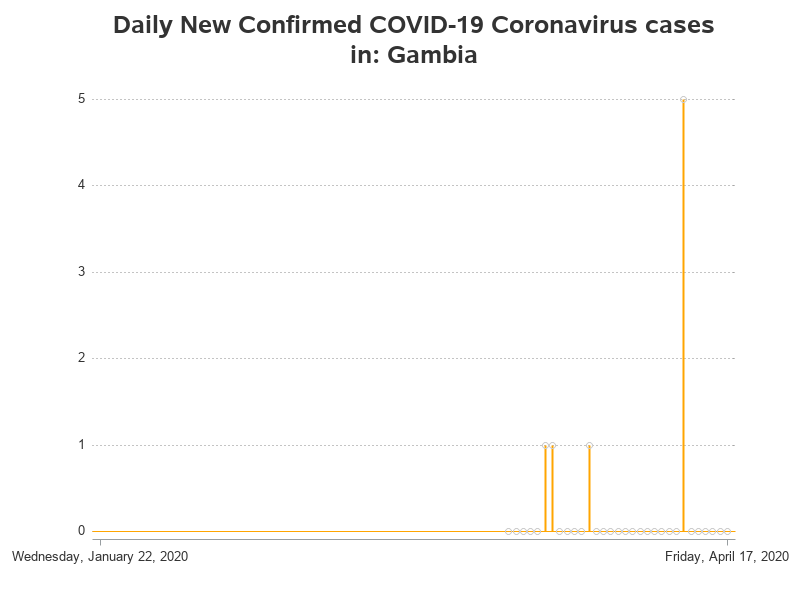 Daily New Confirmed COVID-19 Coronavirus cases
in: Gambia
5
4
3
2
1
0
Wednesday, January 22, 2020
Friday, April 17, 2020